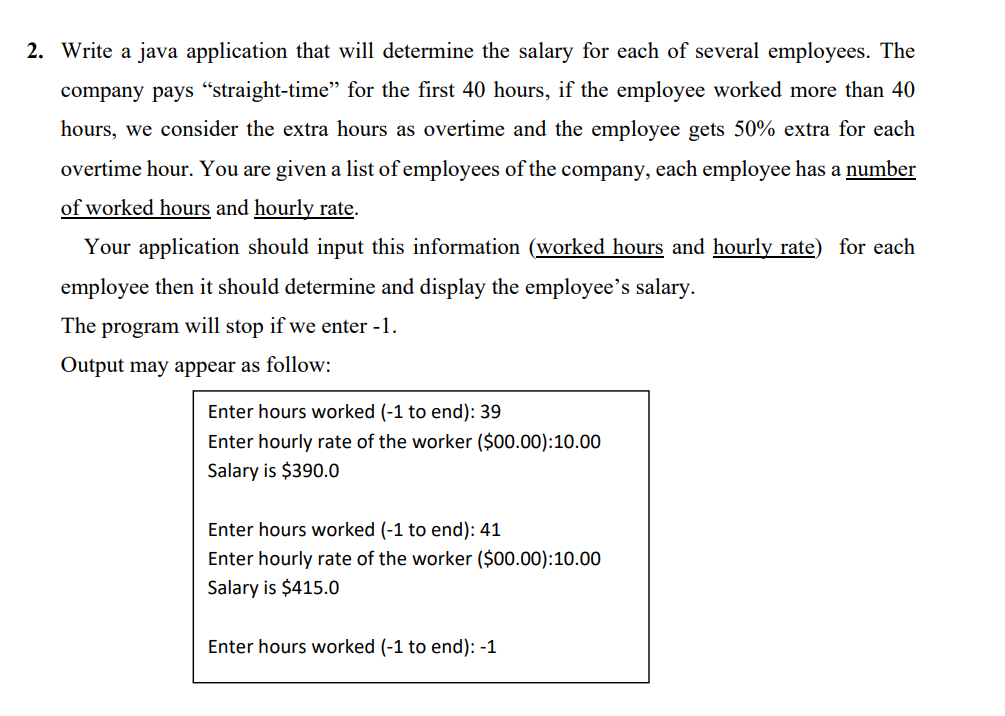 2. Write a java application that will determine the salary for each of several employees. The
company pays “straight-time” for the first 40 hours, if the employee worked more than 40
hours, we consider the extra hours as overtime and the employee gets 50% extra for each
overtime hour. You are given a list of employees of the company, each employee has a number
of worked hours and hourly rate.
Your application should input this information (worked hours and hourly rate) for each
employee then it should determine and display the employee’s salary.
The program will stop if we enter -1.
Output may appear as follow:
Enter hours worked (-1 to end): 39
Enter hourly rate of the worker ($00.00):10.00
Salary is $390.0
Enter hours worked (-1 to end): 41
Enter hourly rate of the worker ($00.00):10.00
Salary is $415.0
Enter hours worked (-1 to end): -1